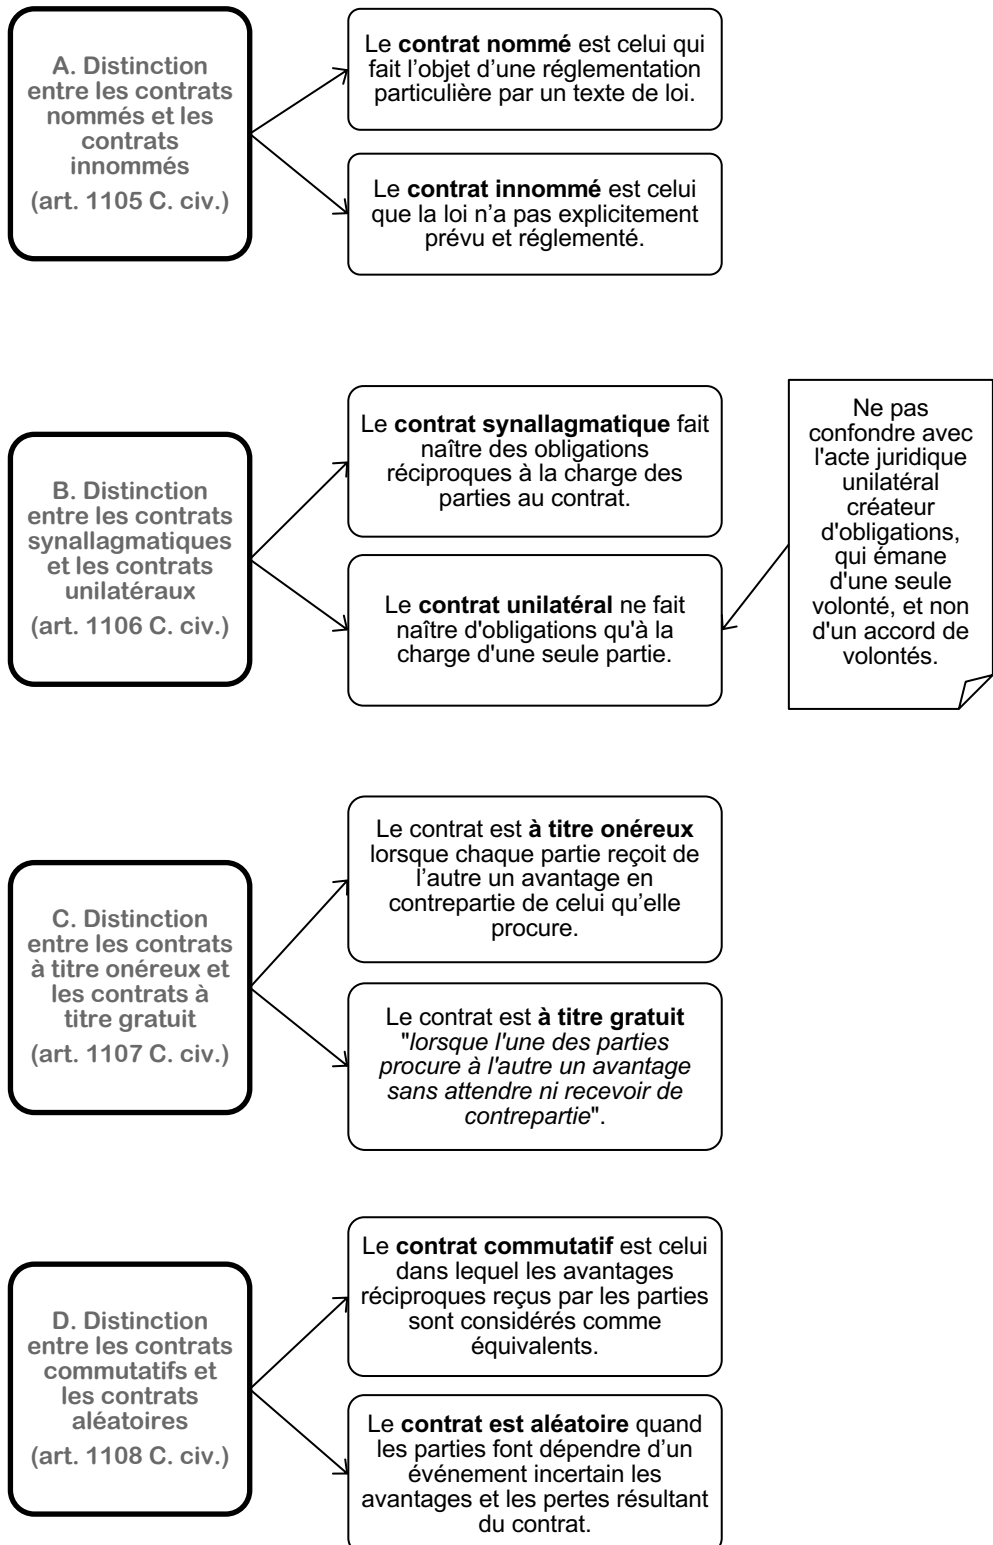 A. Distinction
entre les contrats
nommés et les
contrats
innommés
(art. 1105 C. civ.)
Le contrat nommé est celui qui
fait l’objet d’une réglementation
particulière par un texte de loi.
Le contrat innommé est celui
que la loi n’a pas explicitement
prévu et réglementé.
B. Distinction
entre les contrats
synallagmatiques
et les contrats
unilatéraux
(art. 1106 C. civ.)
Le contrat synallagmatique fait
naître des obligations
réciproques à la charge des
parties au contrat.
Le contrat unilatéral ne fait
naître d'obligations qu'à la
charge d'une seule partie.
Ne pas
confondre avec
l'acte juridique
unilatéral
créateur
d'obligations,
qui émane
d'une seule
volonté, et non
d'un accord de
volontés.
C. Distinction
entre les contrats
à titre onéreux et
les contrats à
titre gratuit
(art. 1107 C. civ.)
Le contrat est à titre onéreux
lorsque chaque partie reçoit de
l’autre un avantage en
contrepartie de celui qu’elle
procure.
Le contrat est à titre gratuit
"lorsque l'une des parties
procure à l'autre un avantage
sans attendre ni recevoir de
contrepartie".
D. Distinction
entre les contrats
commutatifs et
les contrats
aléatoires
(art. 1108 C. civ.)
Le contrat commutatif est celui
dans lequel les avantages
réciproques reçus par les parties
sont considérés comme
équivalents.
Le contrat est aléatoire quand
les parties font dépendre d’un
événement incertain les
avantages et les pertes résultant
du contrat.